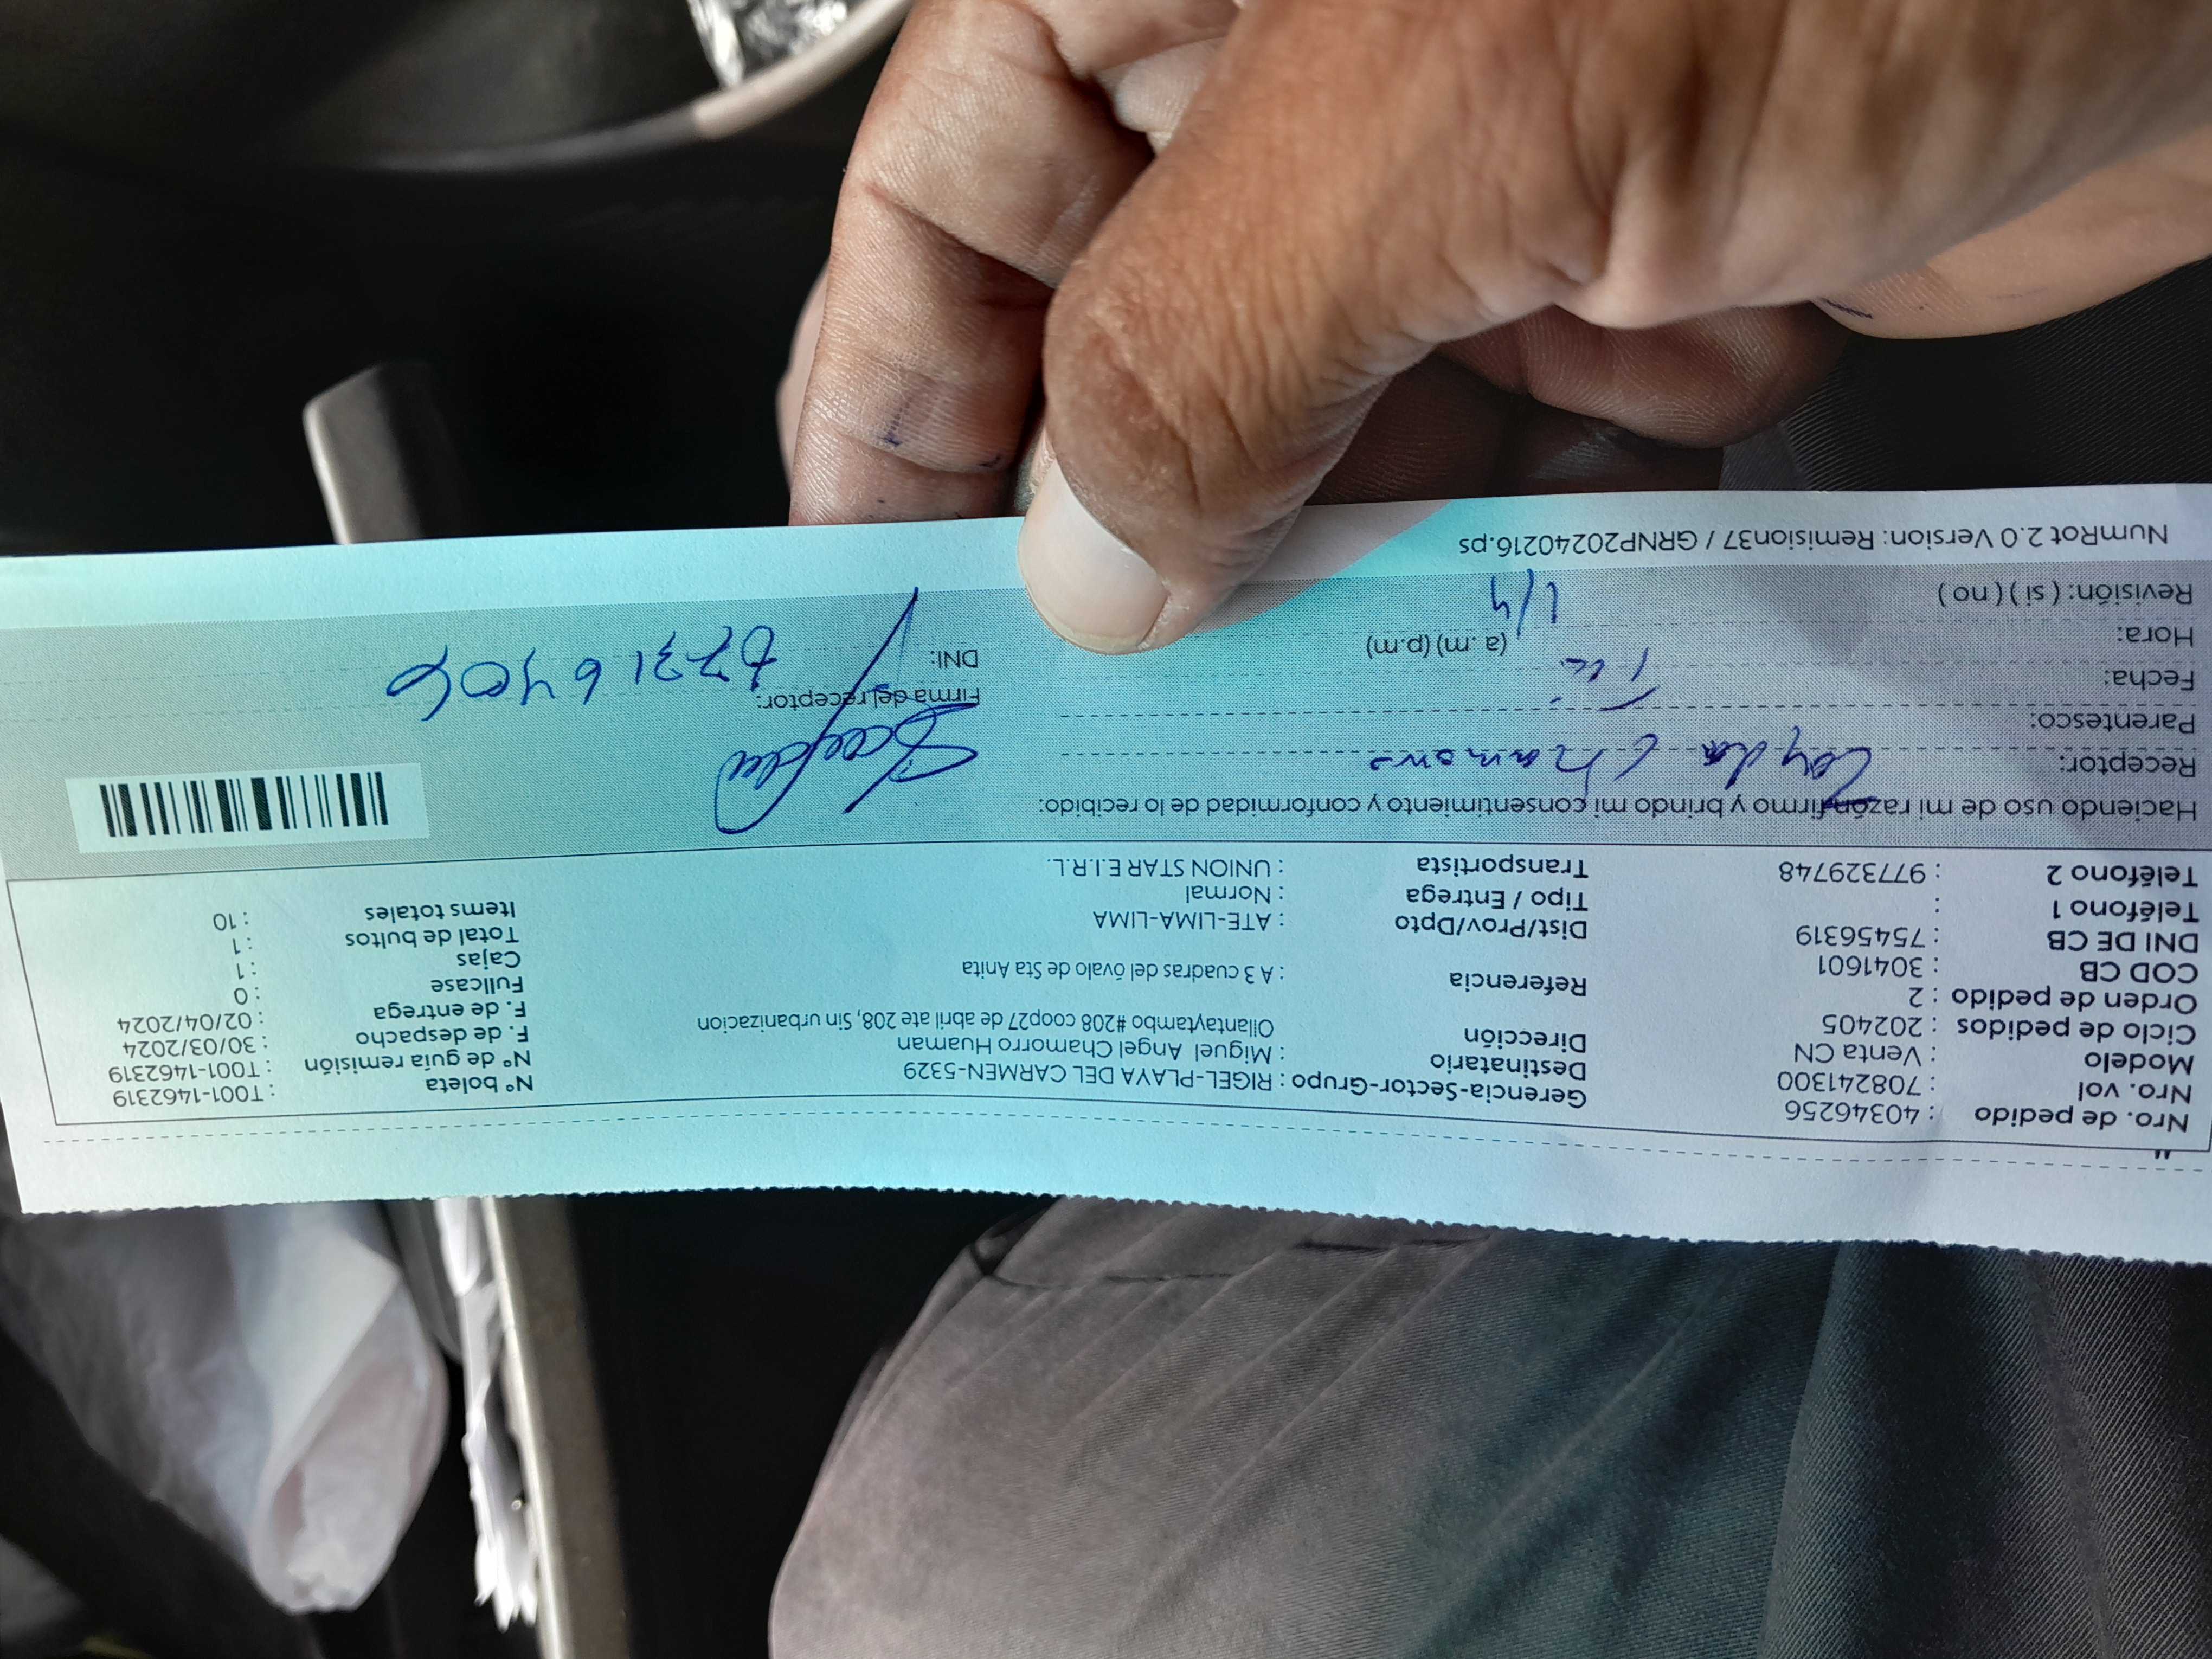 Nro. de pedido : 40346256
Nro. vol : 708241300
Modelo : Venta CN
Ciclo de pedidos : 202405
Orden de pedido : 2
COD CB : 3041601
DNI DE CB : 75456319
Teléfono 1 :
Teléfono 2 : 977329748
Gerencia-Sector-Grupo : RIGEL-PLAYA DEL CARMEN-5329
Destinatario : Miguel Angel Chamorro Huaman
Dirección Ollantaytambo #208 coop27 de abril ate 208, Sin urbanizacion
Referencia : A 3 cuadras del óvalo de Sta Anita
Dist/Prov/Dpto : ATE-LIMA-LIMA
Tipo / Entrega : Normal
Transportista : UNION STAR E.I.R.L.
N° boleta : T001-1462319
N° de guía remisión : T001-1462319
F. de despacho : 30/03/2024
F. de entrega : 02/04/2024
Fullcase : 0
Cajas : 1
Total de bultos : 1
Items totales : 10
Haciendo uso de mi razón firmo y brindo mi consentimiento y conformidad de lo recibido:
Receptor:
Parentesco:
Fecha:
Hora: (a.m) (p.m)
Revisión: ( si ) ( no )
Firma del receptor:
DNI:
NumRot 2.0 Version: Remision37 / GRNP20240216.ps